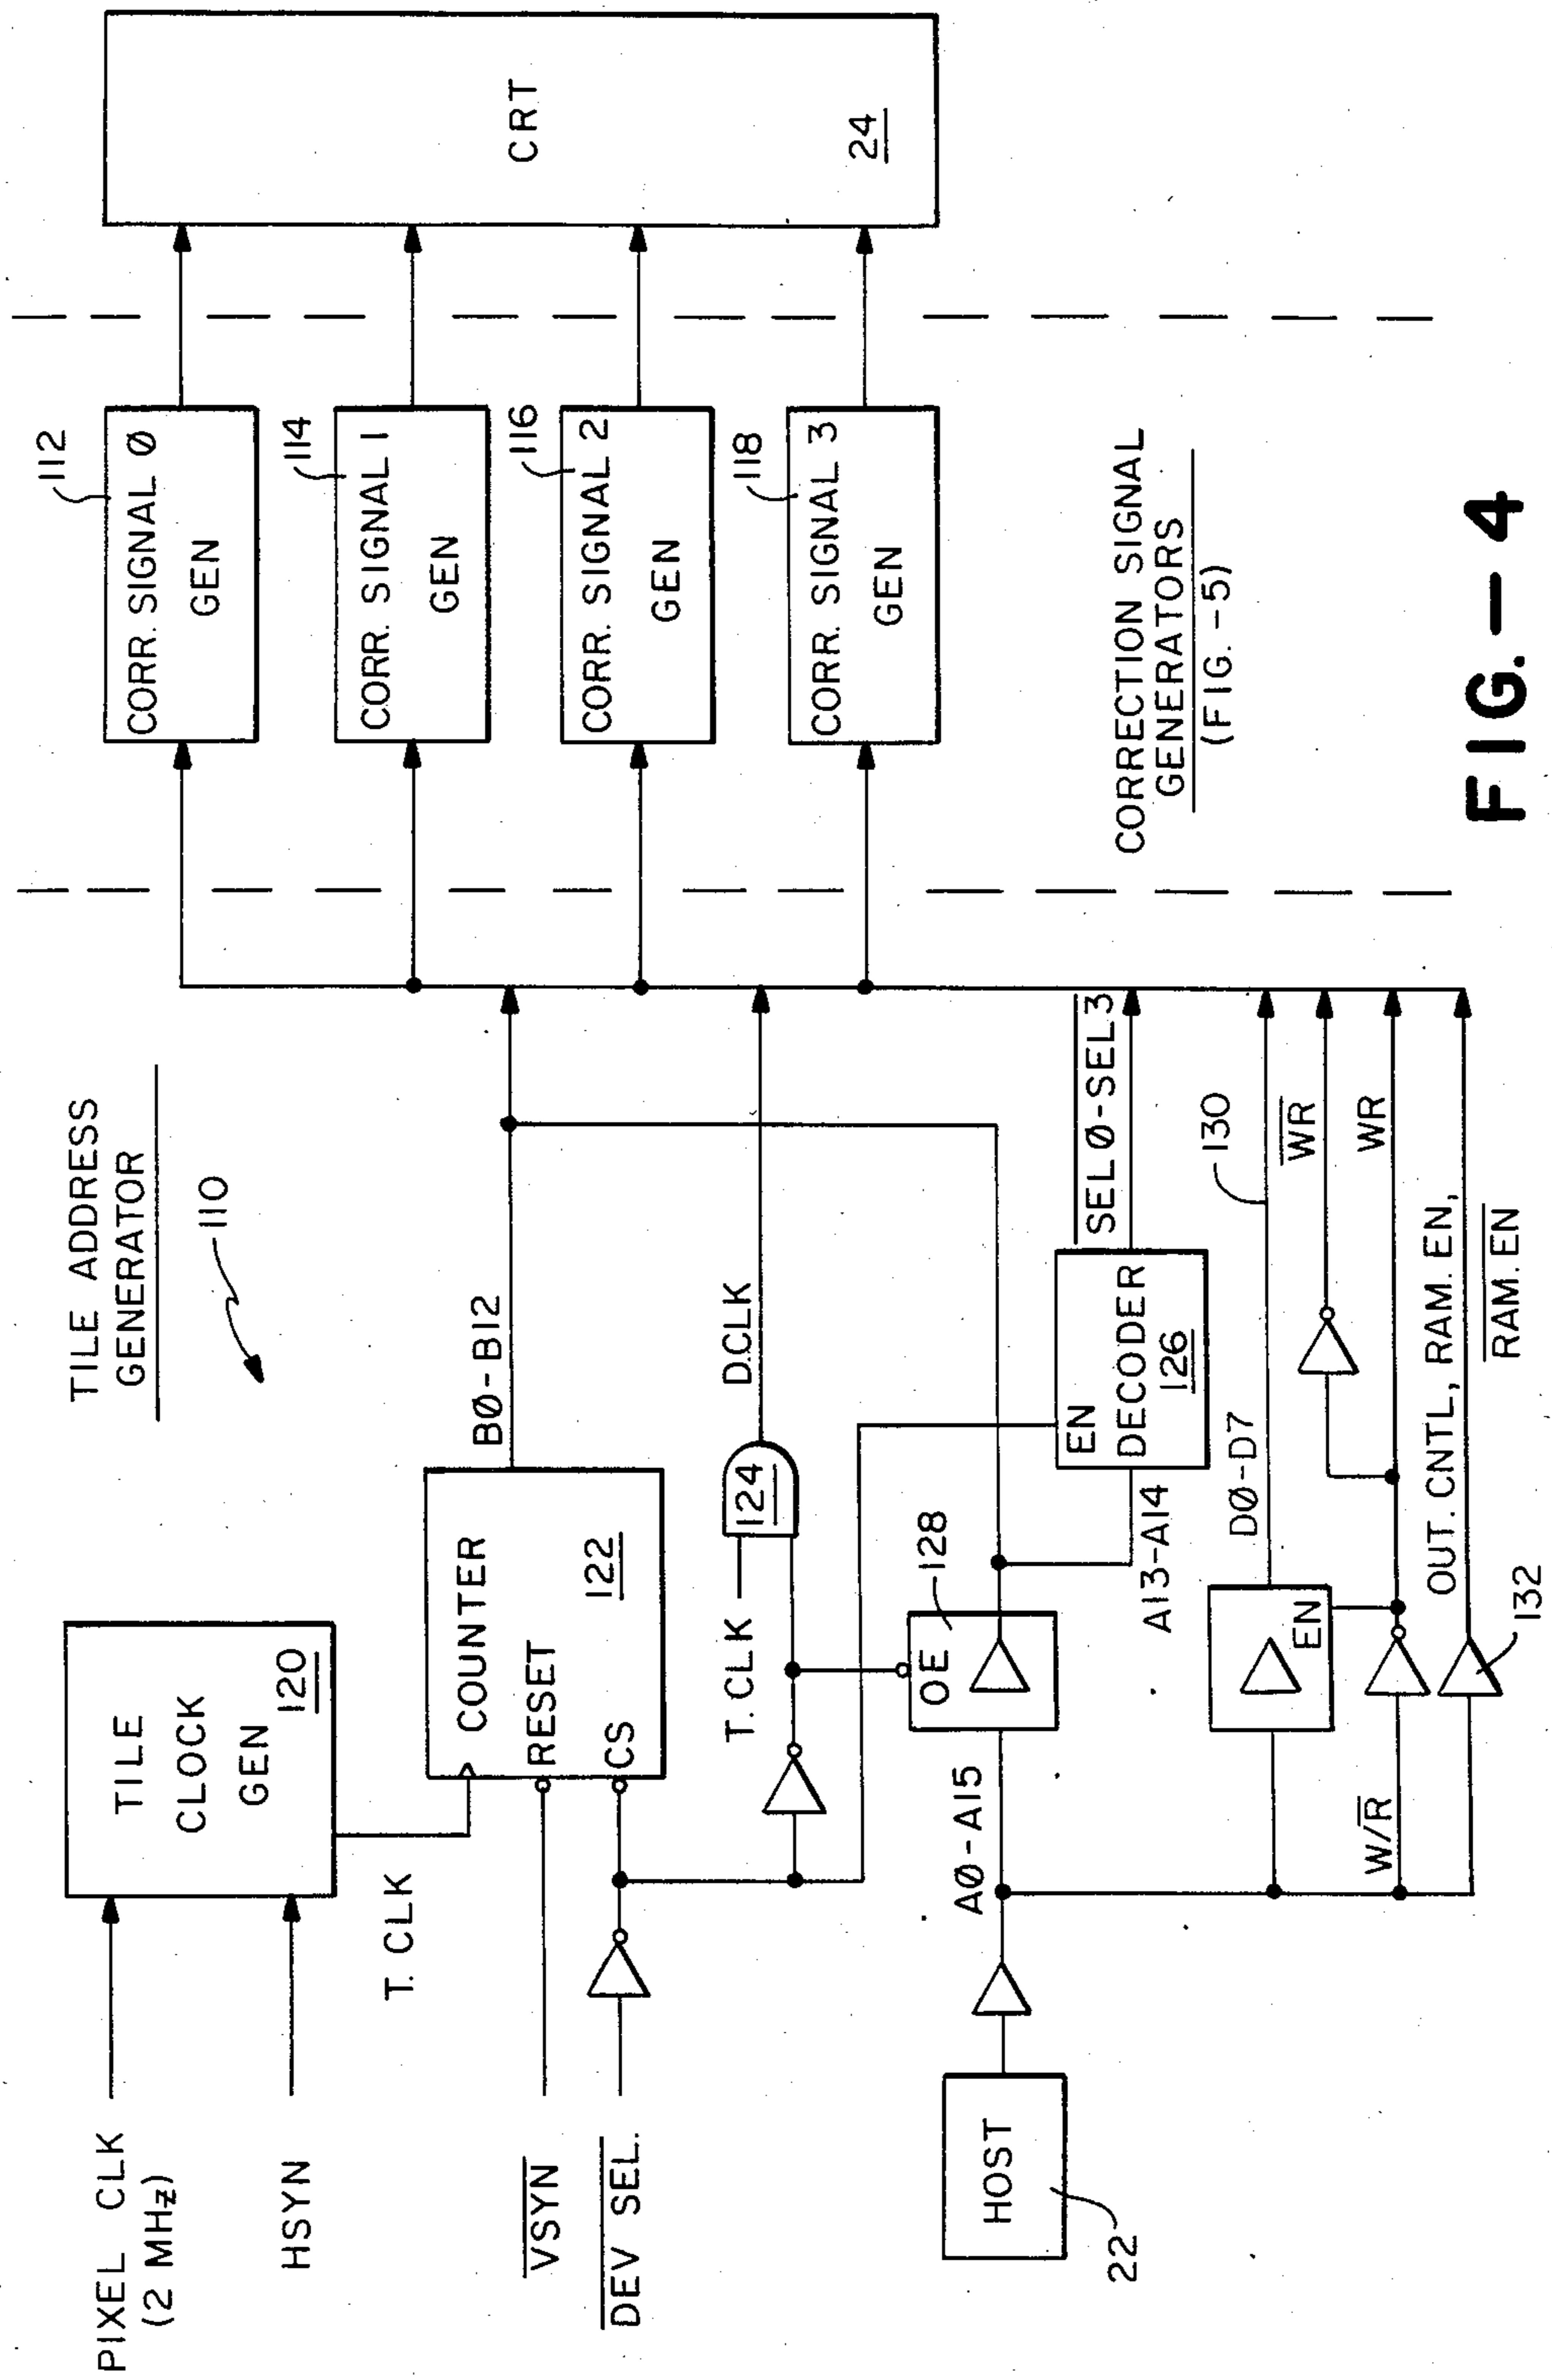 TILE ADDRESS
GENERATOR
110
PIXEL CLK
(2 MHz)
HSYN
TILE
CLOCK
GEN
120
T. CLK
COUNTER
RESET
CS
122
BØ-B12
VSYN
DEV SEL.
T. CLK
124
D.CLK
HOST
22
AØ-A15
OE
128
A13-A14
EN
DECODER
126
SELØ-SEL3
DØ-D7
EN
130
W/R
WR
WR
OUT. CNTL, RAM. EN,
RAM. EN
132
CORR. SIGNAL Ø
GEN
112
CORR. SIGNAL 1
GEN
114
CORR. SIGNAL 2
GEN
116
CORR. SIGNAL 3
GEN
118
CORRECTION SIGNAL
GENERATORS
(FIG.-5)
CRT
24
FIG.-4